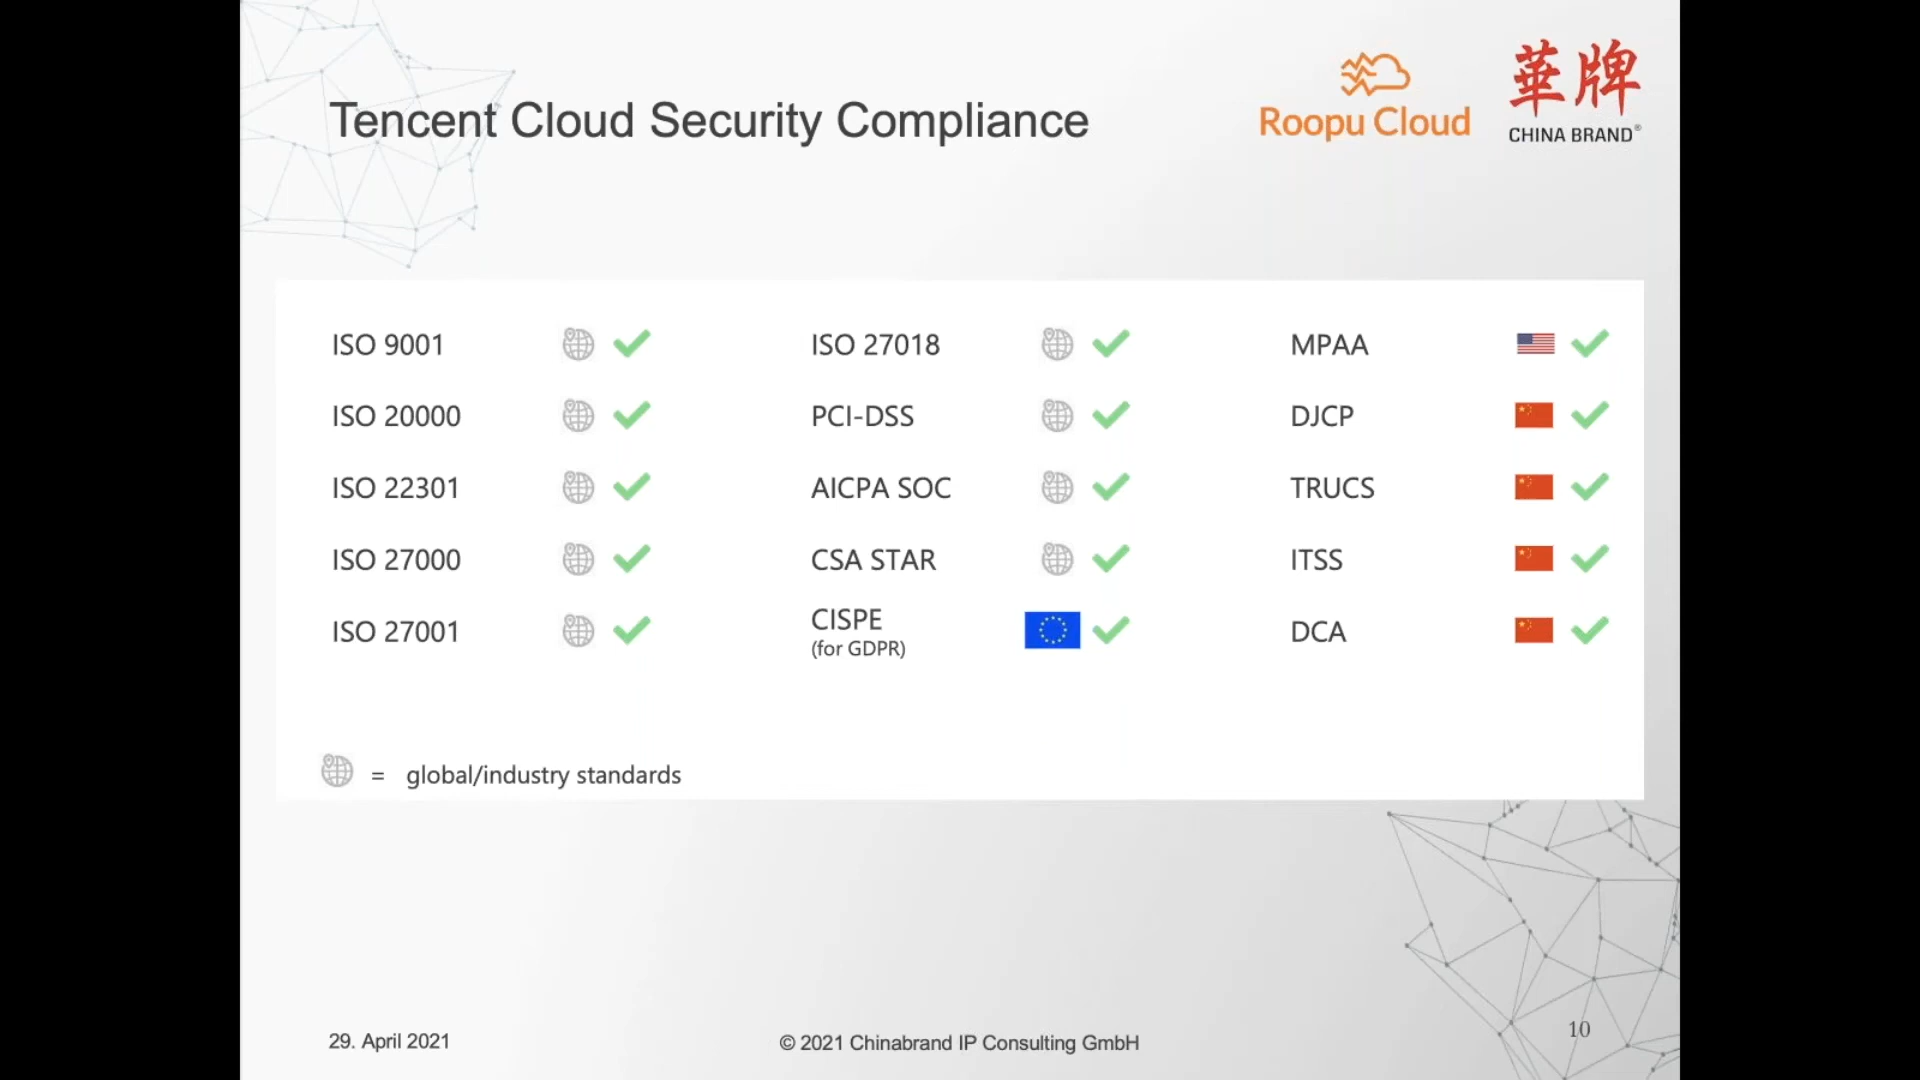 Tencent Cloud Security Compliance
Roopu Cloud
華牌
CHINA BRAND®
ISO 9001
ISO 20000
ISO 22301
ISO 27000
ISO 27001
ISO 27018
PCI-DSS
AICPA SOC
CSA STAR
CISPE
(for GDPR)
MPAA
DJCP
TRUCS
ITSS
DCA
= global/industry standards
29. April 2021
© 2021 Chinabrand IP Consulting GmbH
10